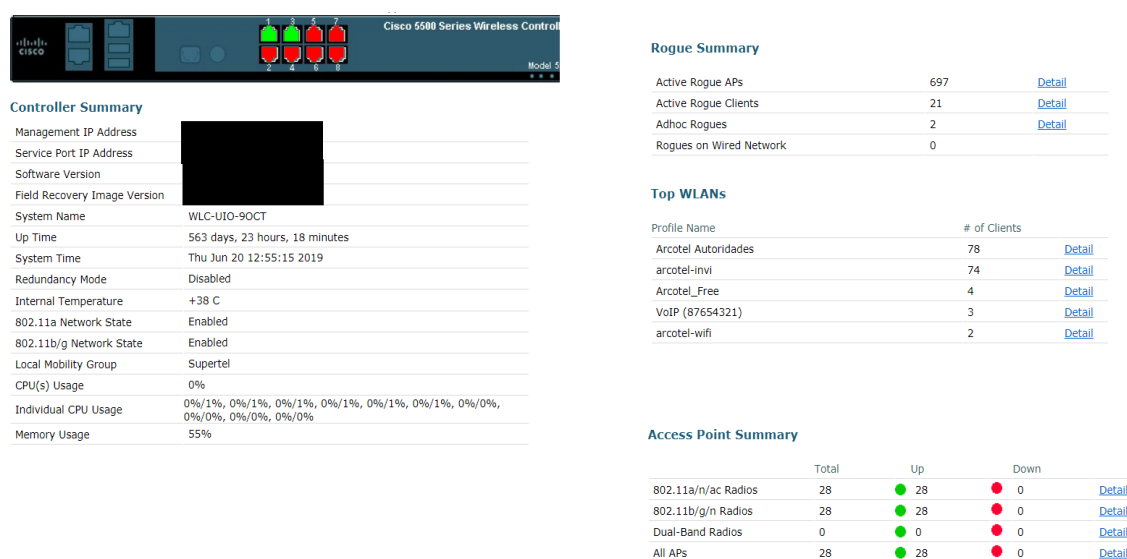 1 3 5 7
Cisco 5500 Series Wireless Controll
CISCO
2 4 6 8
Model 5
Controller Summary
Management IP Address
Service Port IP Address
Software Version
Field Recovery Image Version
System Name WLC-UIO-9OCT
Up Time 563 days, 23 hours, 18 minutes
System Time Thu Jun 20 12:55:15 2019
Redundancy Mode Disabled
Internal Temperature +38 C
802.11a Network State Enabled
802.11b/g Network State Enabled
Local Mobility Group Supertel
CPU(s) Usage 0%
Individual CPU Usage 0%/1%, 0%/1%, 0%/1%, 0%/1%, 0%/1%, 0%/1%, 0%/0%,
0%/0%, 0%/0%, 0%/0%
Memory Usage 55%
Rogue Summary
Active Rogue APs 697 Detail
Active Rogue Clients 21 Detail
Adhoc Rogues 2 Detail
Rogues on Wired Network 0
Top WLANs
Profile Name # of Clients
Arcotel Autoridades 78 Detail
arcotel-invi 74 Detail
Arcotel_Free 4 Detail
VoIP (87654321) 3 Detail
arcotel-wifi 2 Detail
Access Point Summary
Total Up Down
802.11a/n/ac Radios 28 28 0 Detail
802.11b/g/n Radios 28 28 0 Detail
Dual-Band Radios 0 0 0 Detail
All APs 28 28 0 Detail